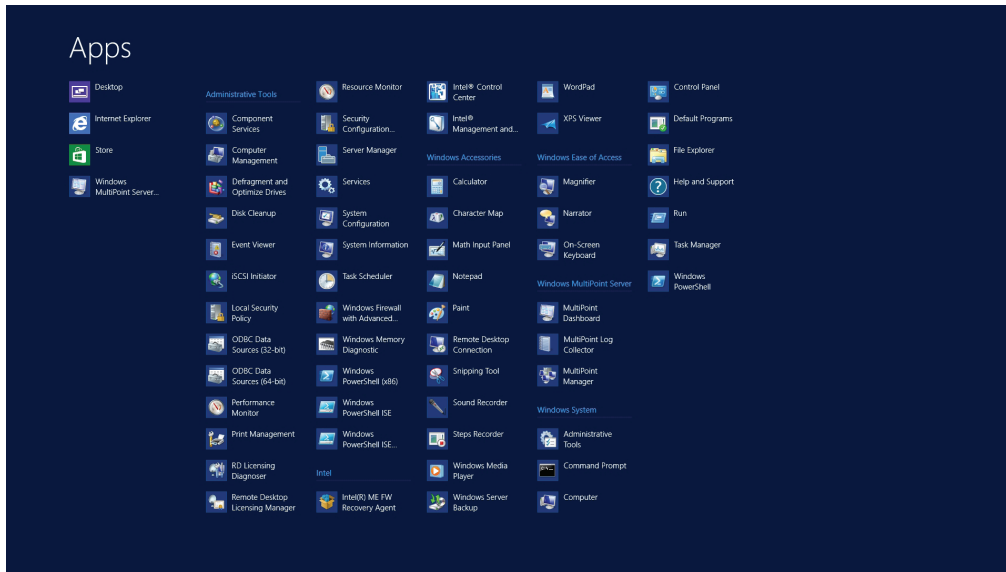 Apps
Desktop
Internet Explorer
Store
Windows
MultiPoint Server...
Administrative Tools
Component
Services
Computer
Management
Defragment and
Optimize Drives
Disk Cleanup
Event Viewer
iSCSI Initiator
Local Security
Policy
ODBC Data
Sources (32-bit)
ODBC Data
Sources (64-bit)
Performance
Monitor
Print Management
RD Licensing
Diagnoser
Remote Desktop
Licensing Manager
Resource Monitor
Security
Configuration...
Server Manager
Services
System
Configuration
System Information
Task Scheduler
Windows Firewall
with Advanced...
Windows Memory
Diagnostic
Windows
PowerShell (x86)
Windows
PowerShell ISE
Windows
PowerShell ISE...
Intel
Intel(R) ME FW
Recovery Agent
Intel® Control
Center
Intel®
Management and...
Windows Accessories
Calculator
Character Map
Math Input Panel
Notepad
Paint
Remote Desktop
Connection
Snipping Tool
Sound Recorder
Steps Recorder
Windows Media
Player
Windows Server
Backup
WordPad
XPS Viewer
Windows Ease of Access
Magnifier
Narrator
On-Screen
Keyboard
Windows MultiPoint Server
MultiPoint
Dashboard
MultiPoint Log
Collector
MultiPoint
Manager
Windows System
Administrative
Tools
Command Prompt
Computer
Control Panel
Default Programs
File Explorer
Help and Support
Run
Task Manager
Windows
PowerShell